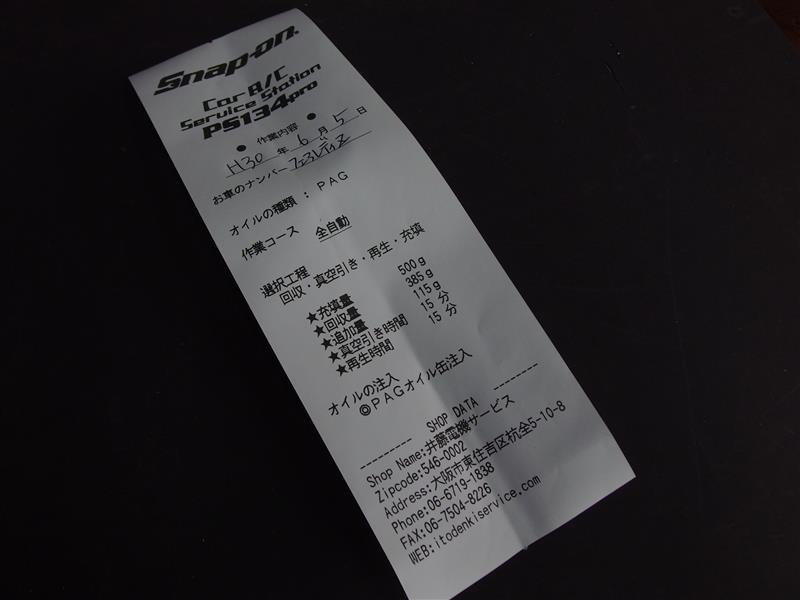 Snap-on
Car A/C
Service Station
PS134pro
● 作業内容 ●
H30 年 6 月 5 日
お車のナンバー
オイルの種類 : PAG
作業コース 全自動
選択工程
回収・真空引き・再生・充填
★充填量 500g
★回収量 385g
★追加量 115g
★真空引き時間 15 分
★再生時間 15 分
オイルの注入
◎PAGオイル缶注入
---------- SHOP DATA ----------
Shop Name:井藤電機サービス
Zipcode:546-0002
Address:大阪市東住吉区杭全5-10-8
Phone:06-6719-1838
FAX:06-7504-8226
WEB:itodenkiservice.com